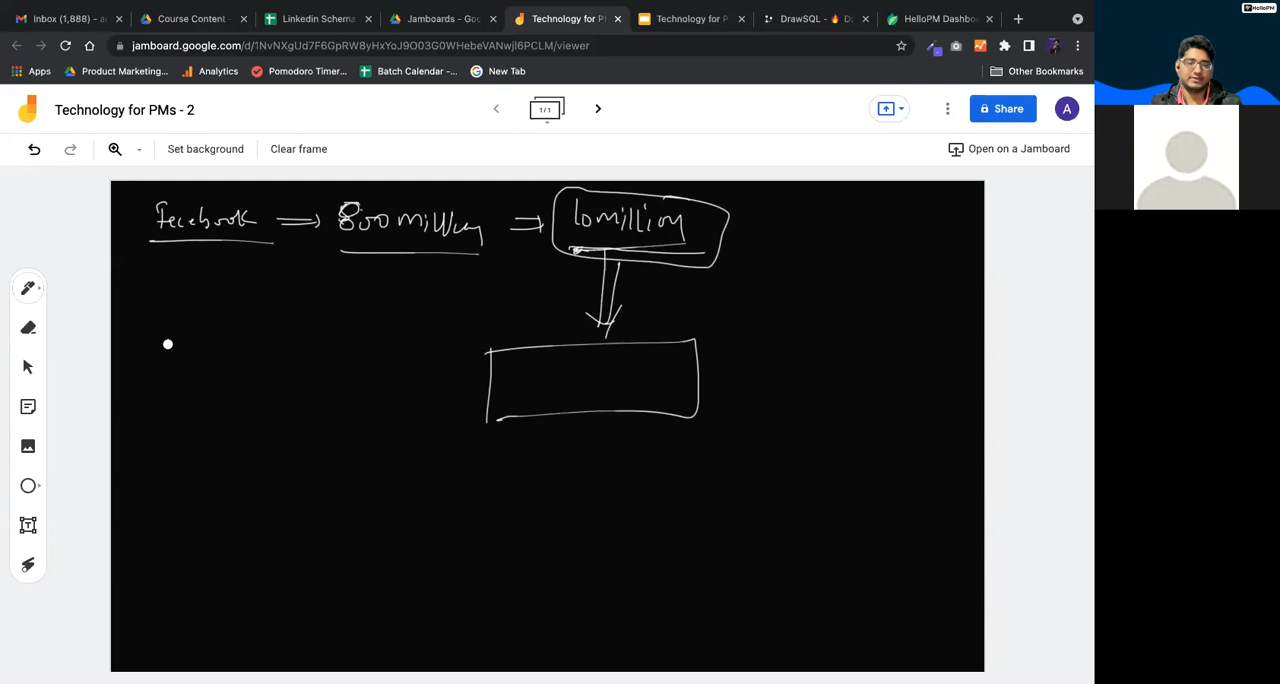 Inbox (1,888) - a
Course Content -
Linkedin Schema
Jamboards - Goo
Technology for P
Technology for P
DrawSQL - 🔥 D
HelloPM Dashbo
HelloPM
jamboard.google.com/d/1NvNXgUd7F6GpRW8yHxYoJ9O03G0WHebeVANwjl6PCLM/viewer
Apps
Product Marketing...
Analytics
Pomodoro Timer...
Batch Calendar -...
New Tab
Other Bookmarks
Technology for PMs - 2
1/1
Share
A
Set background
Clear frame
Open on a Jamboard
facebook ⇒ 800 million ⇒ 10 million